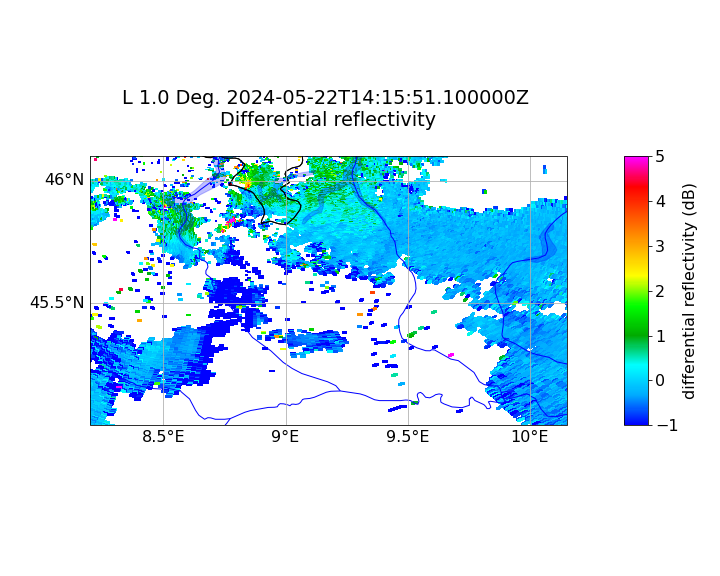 L 1.0 Deg. 2024-05-22T14:15:51.100000Z
Differential reflectivity
46°N
45.5°N
8.5°E
9°E
9.5°E
10°E
5
4
3
2
1
0
−1
differential reflectivity (dB)